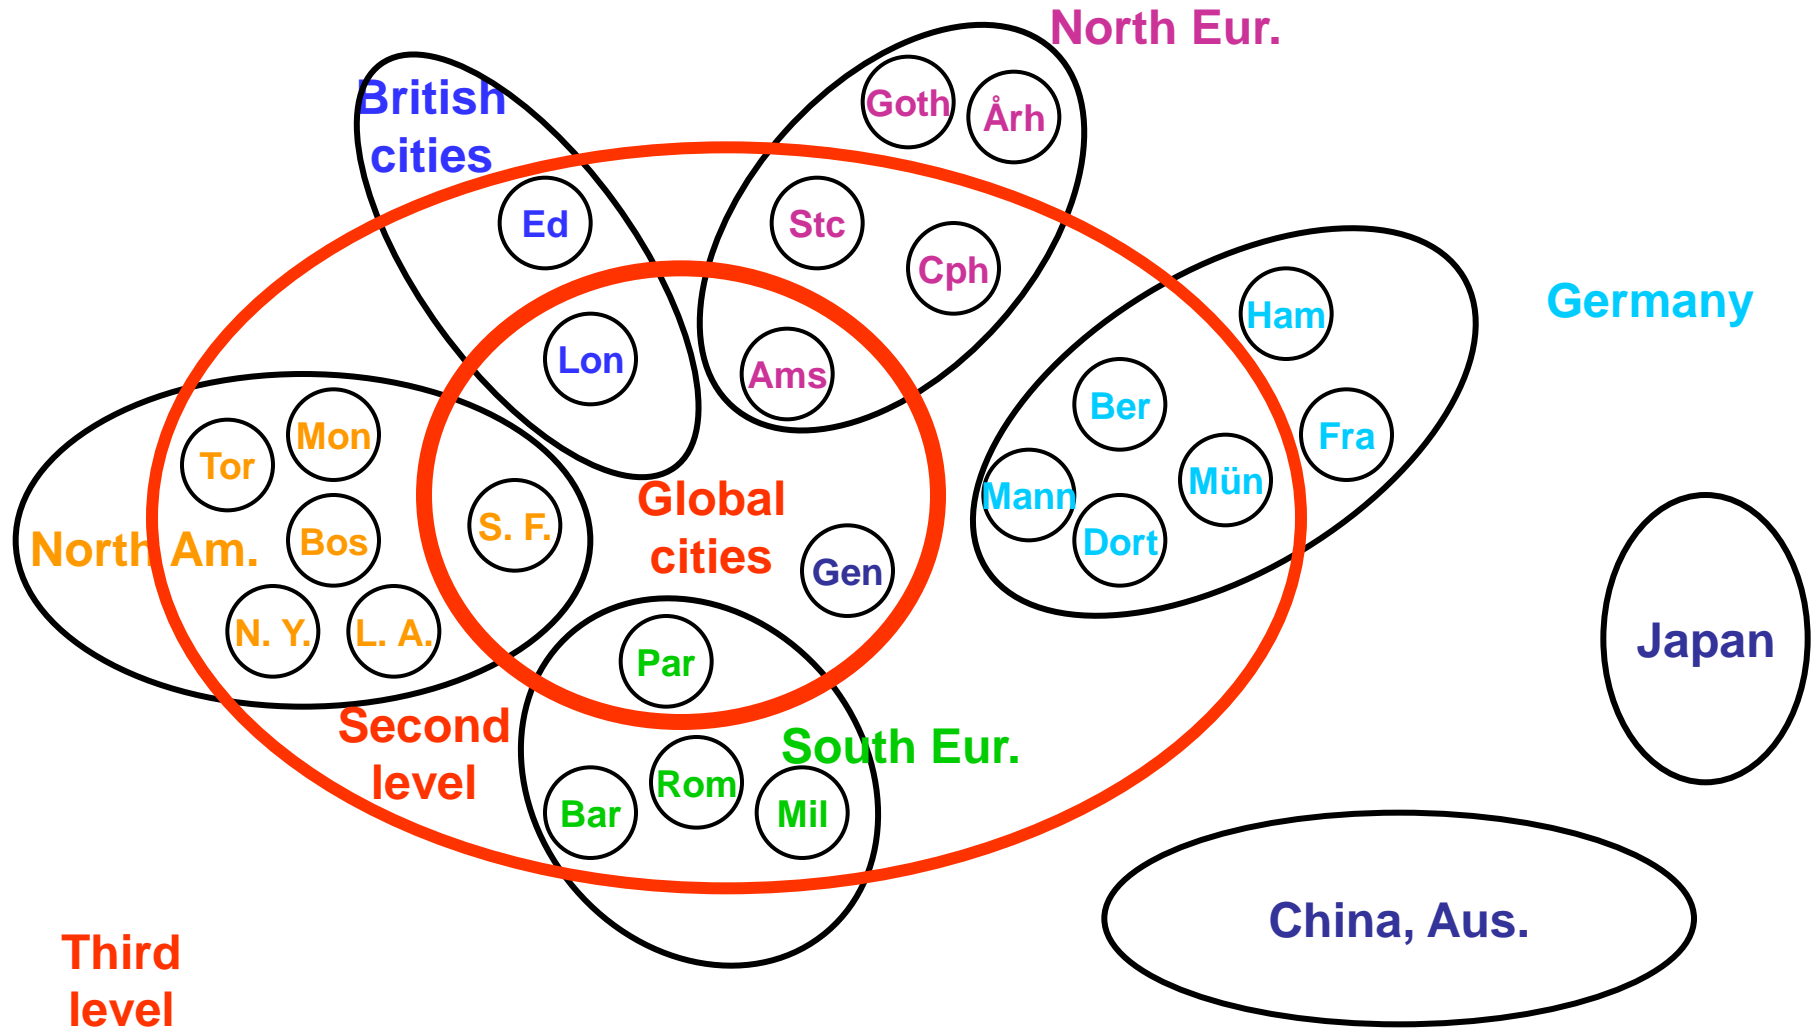 North Eur.
British
cities
Goth
Årh
Ed
Stc
Cph
Germany
Ham
Lon
Ams
Ber
Fra
Mon
Tor
Mann
Mün
Dort
North Am.
Bos
S. F.
Global
cities
Gen
N. Y.
L. A.
Par
Japan
Second
level
South Eur.
Bar
Rom
Mil
China, Aus.
Third
level